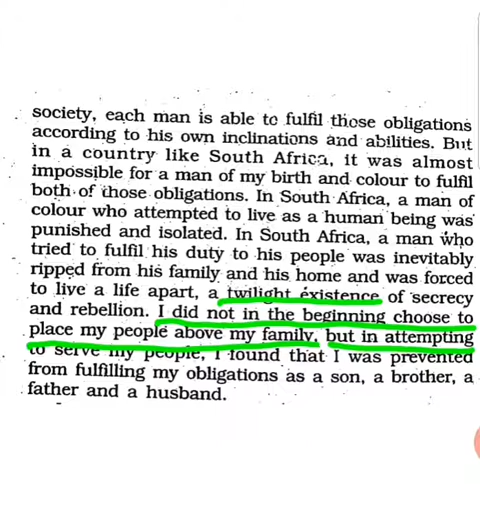 society, each man is able to fulfil those obligations
according to his own inclinations and abilities. But
in a country like South Africa, it was almost
impossible for a man of my birth and colour to fulfil
both of those obligations. In South Africa, a man of
colour who attempted to live as a human being was
punished and isolated. In South Africa, a man who
tried to fulfil his duty to his people was inevitably
ripped from his family and his home and was forced
to live a life apart, a twilight existence of secrecy
and rebellion. I did not in the beginning choose to
place my people above my family, but in attempting
to serve my people, I found that I was prevented
from fulfilling my obligations as a son, a brother, a
father and a husband.